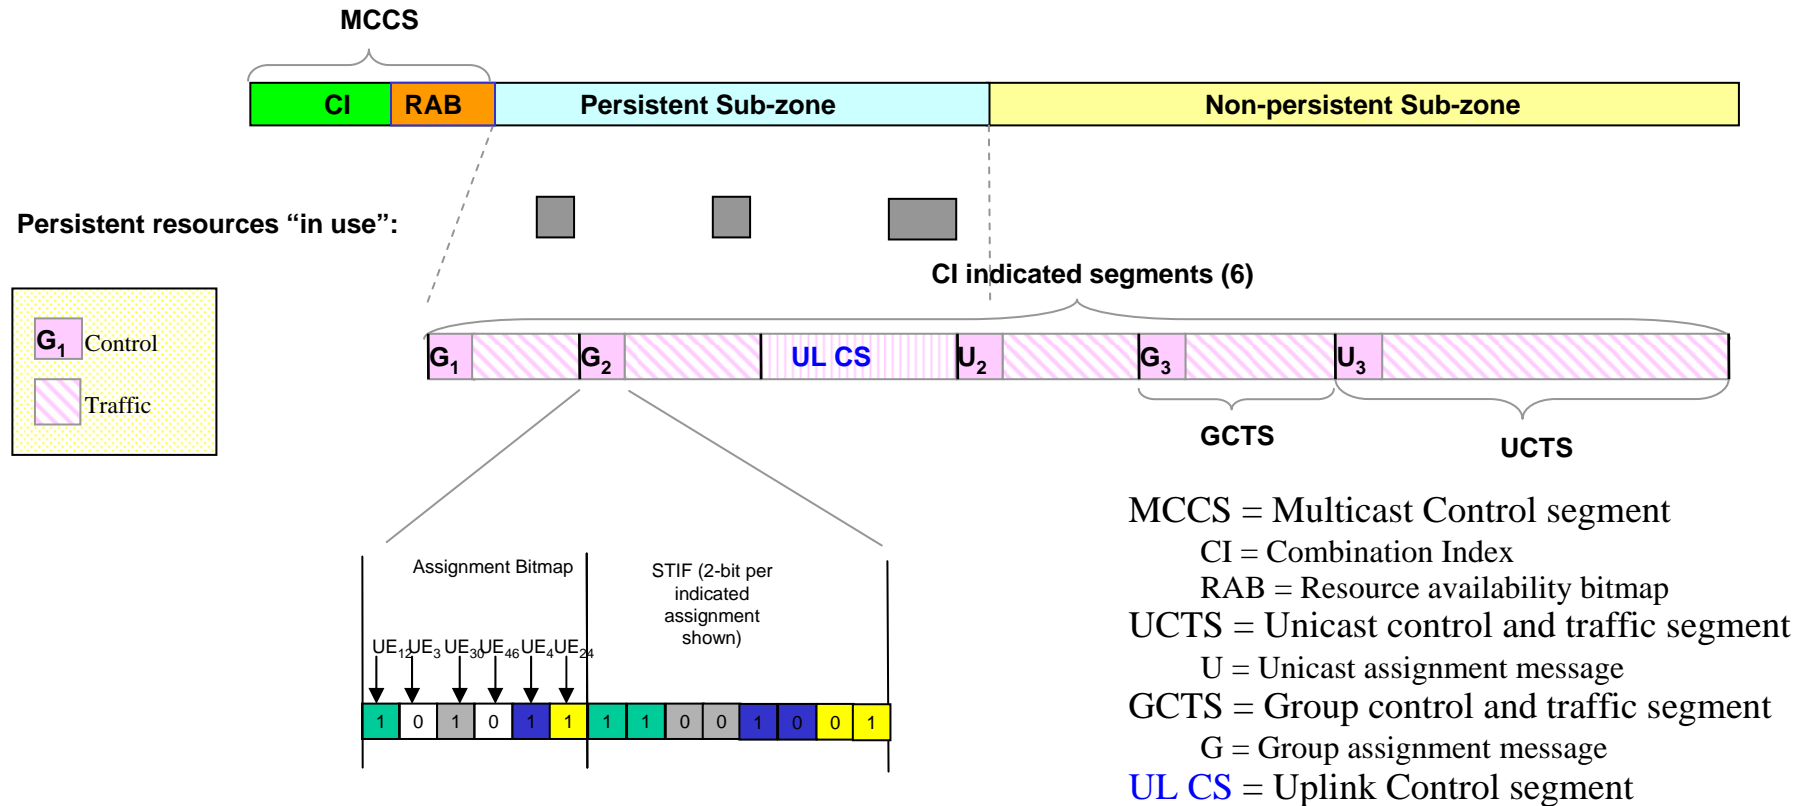 MCCS
CI RAB Persistent Sub-zone Non-persistent Sub-zone
Persistent resources “in use”:
CI indicated segments (6)
G1 Control
Traffic
G1 G2 UL CS U2 G3 U3
GCTS
UCTS
Assignment Bitmap
STIF (2-bit per
indicated
assignment
shown)
UE12 UE3 UE30 UE46 UE4 UE24
1 0 1 0 1 1 1 1 0 0 1 0 0 1
MCCS = Multicast Control segment
CI = Combination Index
RAB = Resource availability bitmap
UCTS = Unicast control and traffic segment
U = Unicast assignment message
GCTS = Group control and traffic segment
G = Group assignment message
UL CS = Uplink Control segment